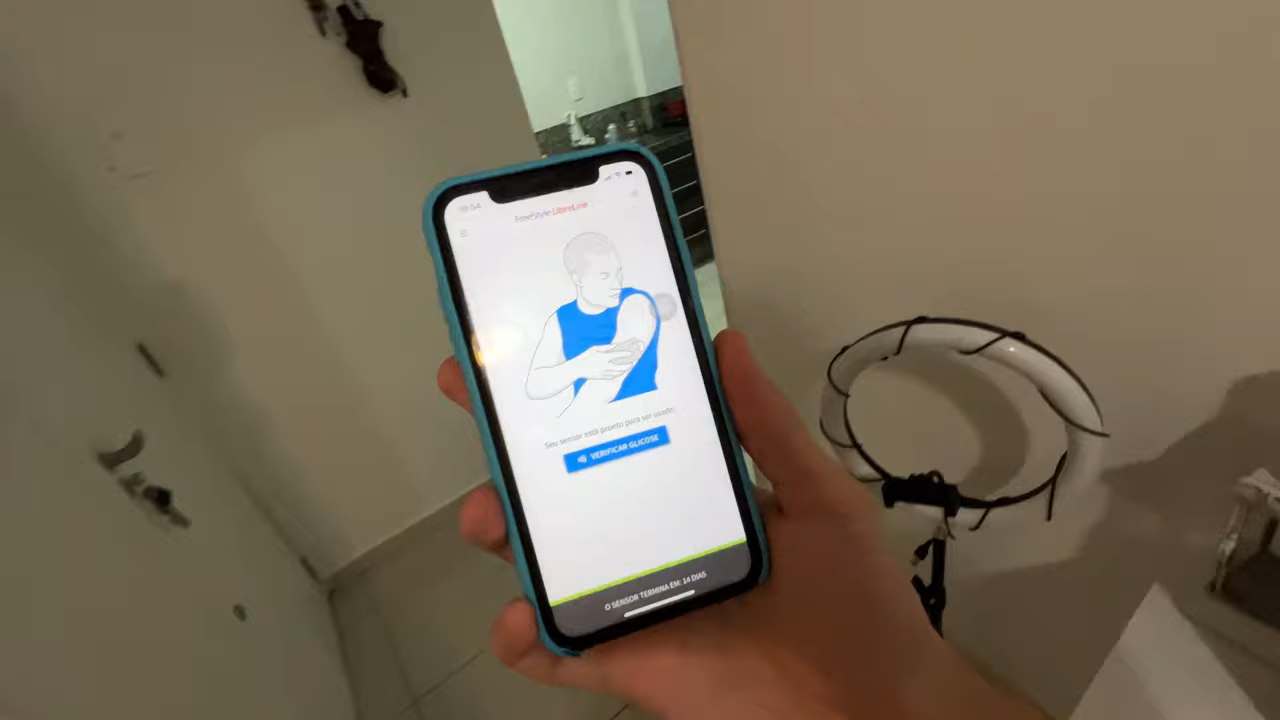 FreeStyle LibreLink
Seu sensor está pronto para ser usado.
VERIFICAR GLICOSE
O SENSOR TERMINA EM: 14 DIAS